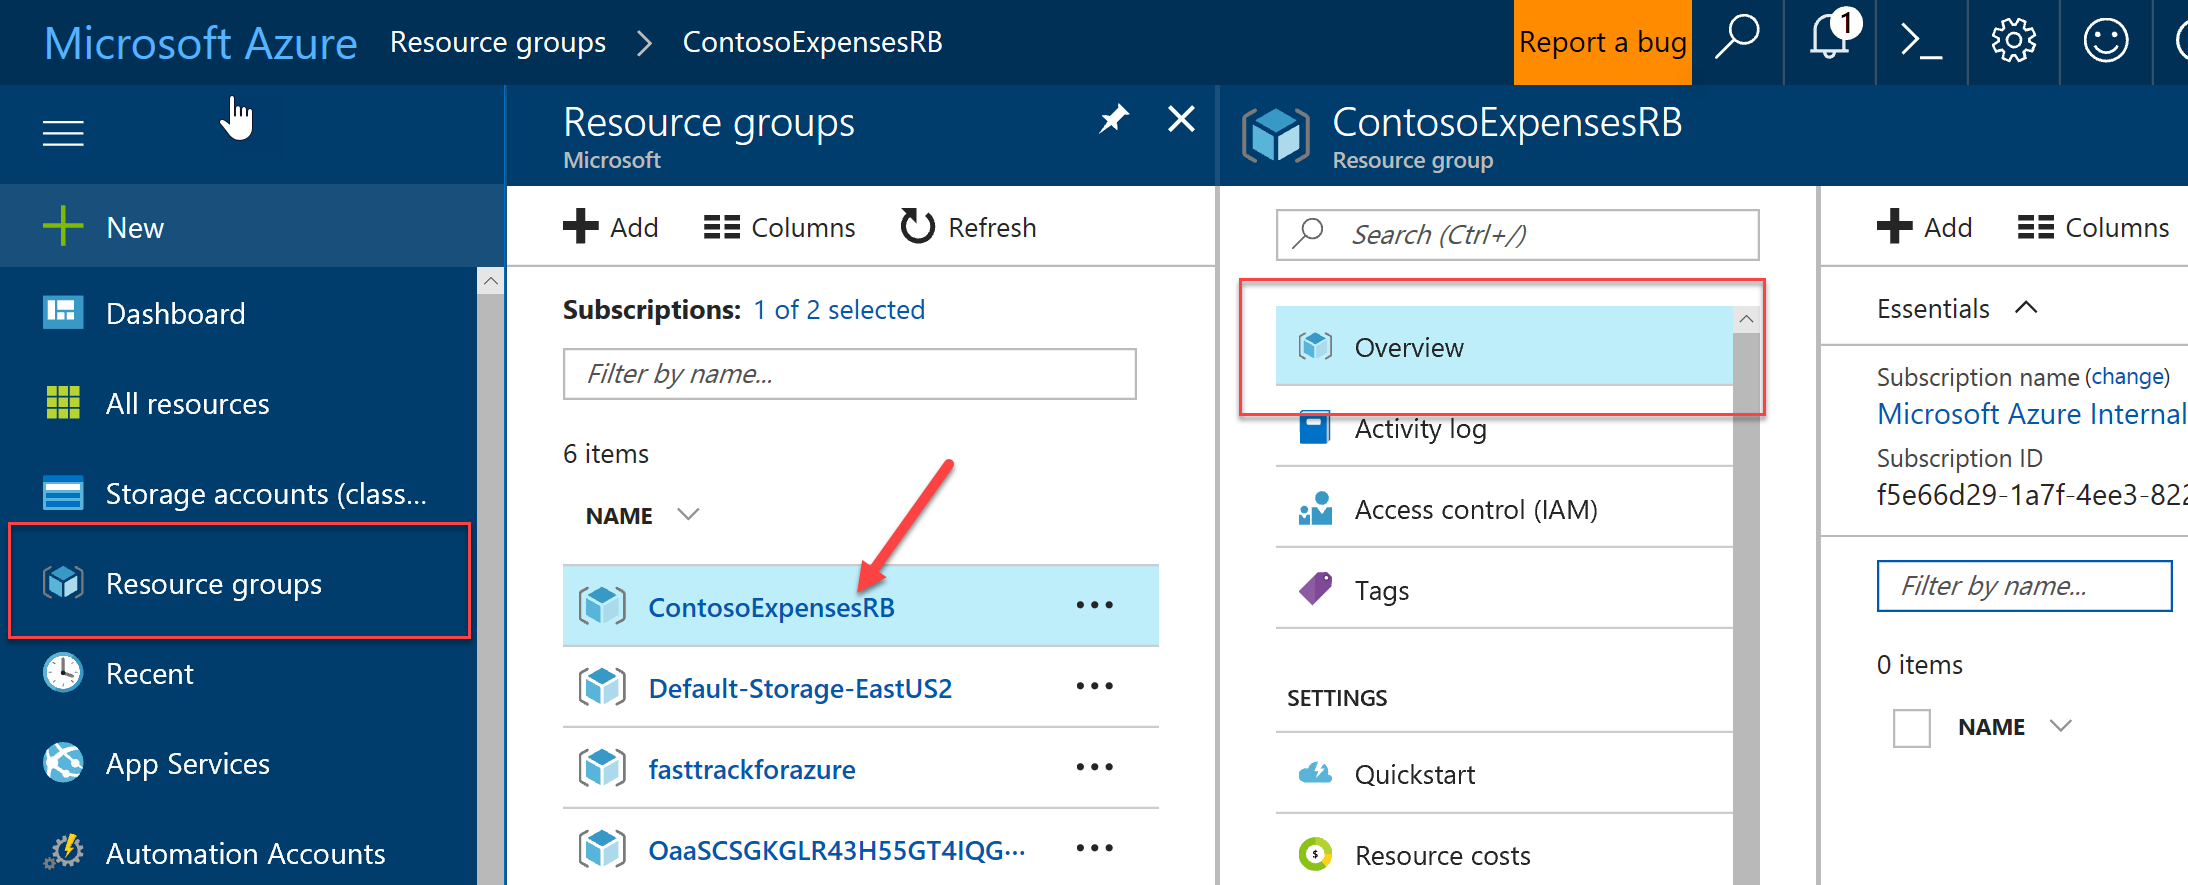 Microsoft Azure Resource groups > ContosoExpensesRB Report a bug 1
Resource groups
Microsoft
ContosoExpensesRB
Resource group
New
Dashboard
All resources
Storage accounts (class...
Resource groups
Recent
App Services
Automation Accounts
Add Columns Refresh
Subscriptions: 1 of 2 selected
Filter by name...
6 items
NAME
ContosoExpensesRB ...
Default-Storage-EastUS2 ...
fasttrackforazure ...
OaaSCSGKGLR43H55GT4IQG... ...
Search (Ctrl+/)
Overview
Activity log
Access control (IAM)
Tags
SETTINGS
Quickstart
Resource costs
Add Columns
Essentials
Subscription name (change)
Microsoft Azure Internal
Subscription ID
f5e66d29-1a7f-4ee3-822
Filter by name...
0 items
NAME